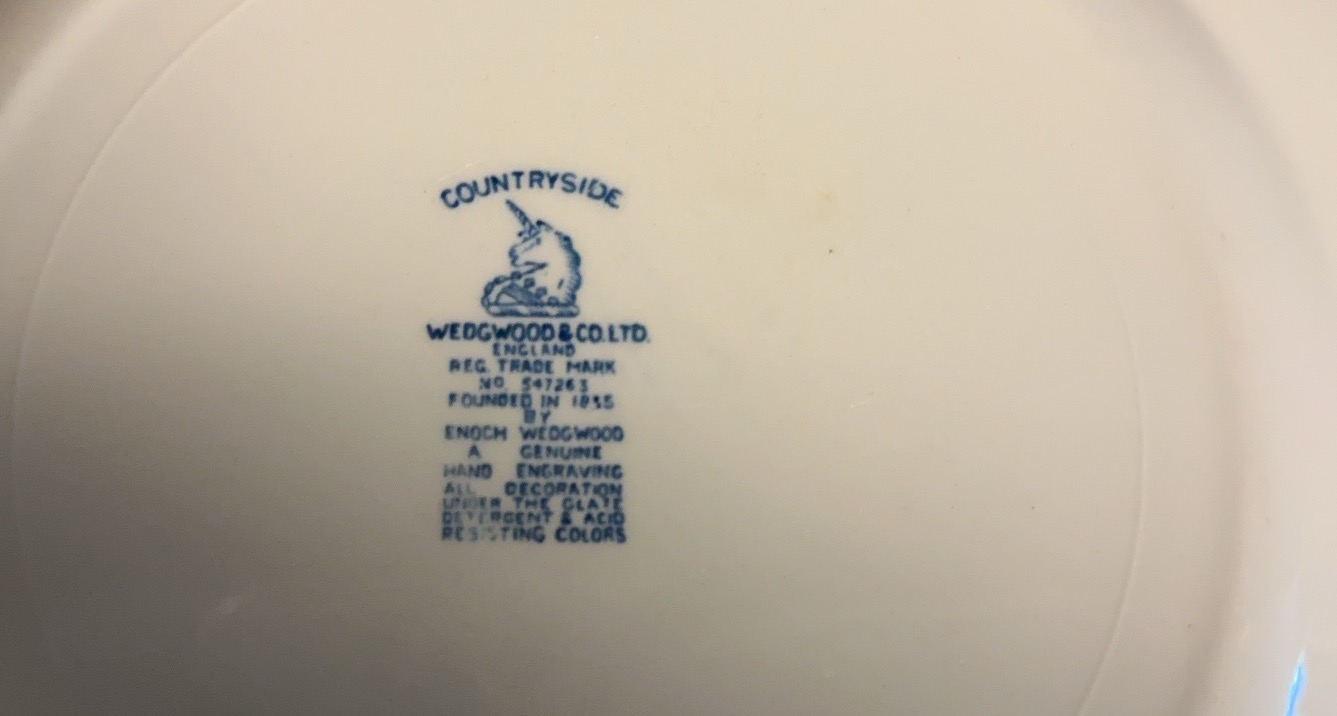 COUNTRYSIDE
WEDGWOOD & CO. LTD.
ENGLAND
REG. TRADE MARK
NO. 547263
FOUNDED IN 1835
BY
ENOCH WEDGWOOD
A GENUINE
HAND ENGRAVING
ALL DECORATION
UNDER THE GLAZE
DETERGENT & ACID
RESISTING COLORS